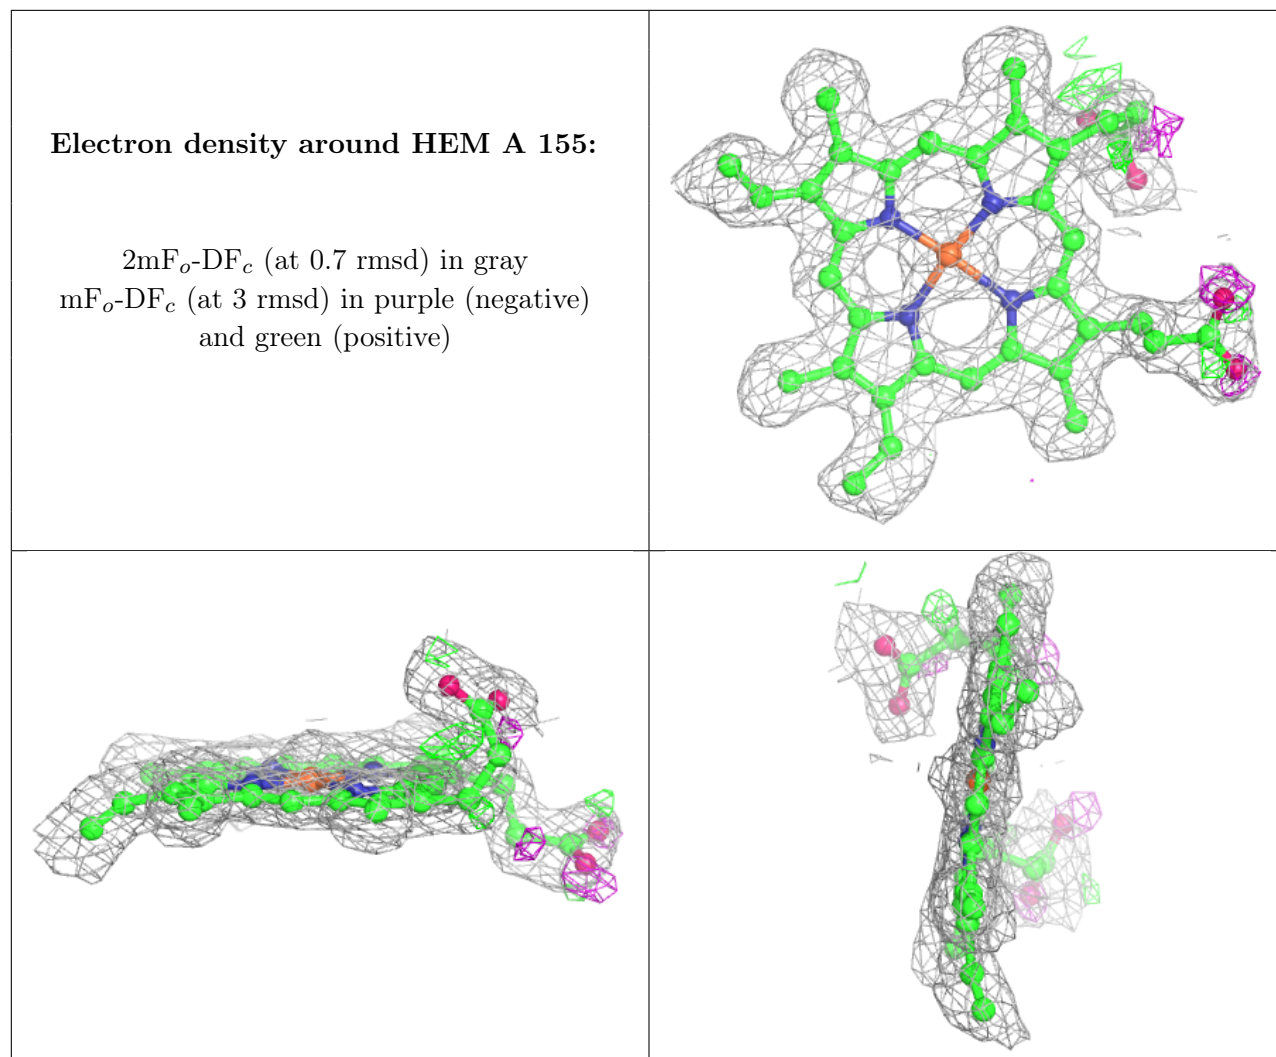 Electron density around HEM A 155:
2mFo-DFc (at 0.7 rmsd) in gray
mFo-DFc (at 3 rmsd) in purple (negative)
and green (positive)